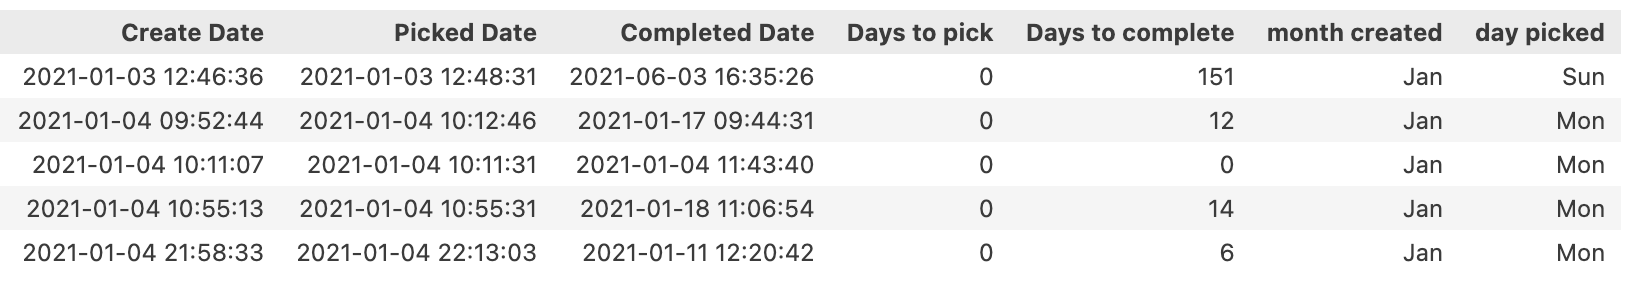 Create Date Picked Date Completed Date Days to pick Days to complete month created day picked
2021-01-03 12:46:36 2021-01-03 12:48:31 2021-06-03 16:35:26 0 151 Jan Sun
2021-01-04 09:52:44 2021-01-04 10:12:46 2021-01-17 09:44:31 0 12 Jan Mon
2021-01-04 10:11:07 2021-01-04 10:11:31 2021-01-04 11:43:40 0 0 Jan Mon
2021-01-04 10:55:13 2021-01-04 10:55:31 2021-01-18 11:06:54 0 14 Jan Mon
2021-01-04 21:58:33 2021-01-04 22:13:03 2021-01-11 12:20:42 0 6 Jan Mon